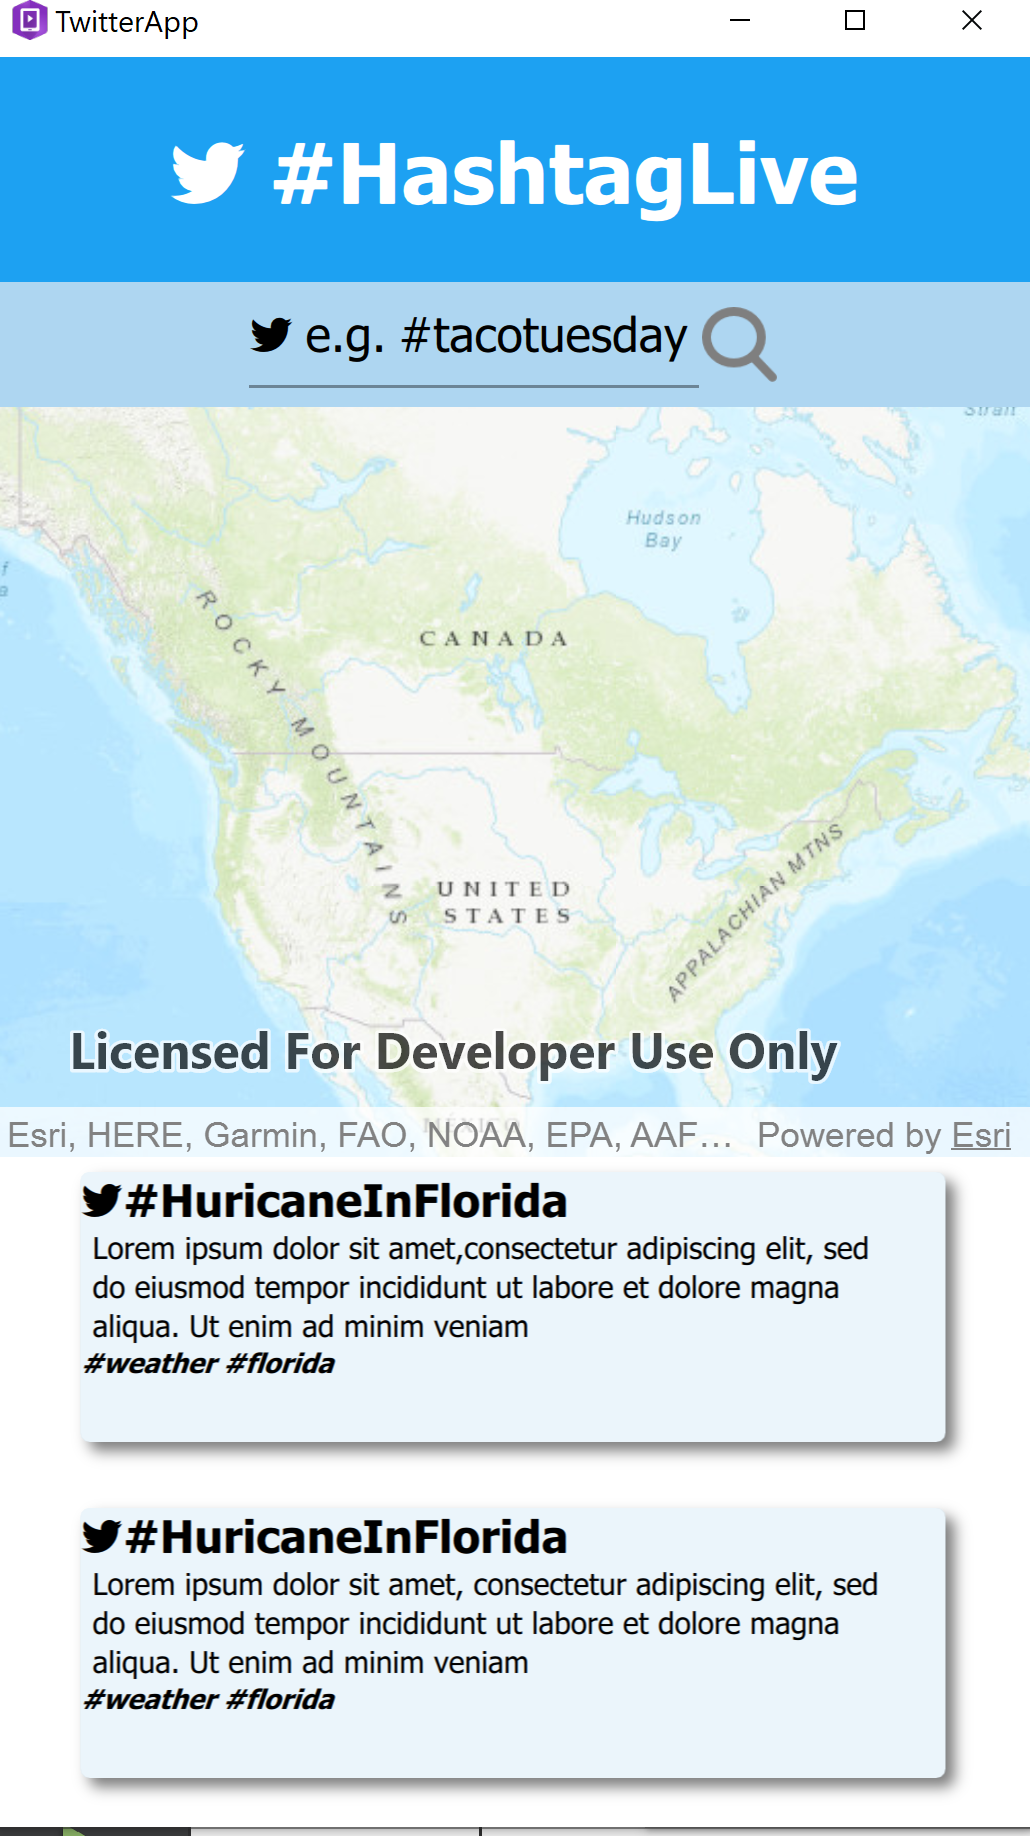 TwitterApp
#HashtagLive
e.g. #tacotuesday
Strait
Hudson
Bay
f
a
CANADA
ROCKY MOUNTAINS
UNITED
STATES
APPALACHIAN MTNS
Licensed For Developer Use Only
MÉXICO
Esri, HERE, Garmin, FAO, NOAA, EPA, AAF... Powered by Esri
#HuricaneInFlorida
Lorem ipsum dolor sit amet,consectetur adipiscing elit, sed
do eiusmod tempor incididunt ut labore et dolore magna
aliqua. Ut enim ad minim veniam
#weather #florida
#HuricaneInFlorida
Lorem ipsum dolor sit amet, consectetur adipiscing elit, sed
do eiusmod tempor incididunt ut labore et dolore magna
aliqua. Ut enim ad minim veniam
#weather #florida